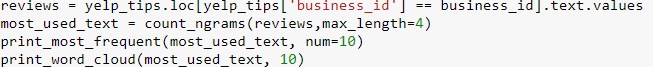 reviews = yelp_tips.loc[yelp_tips['business_id'] == business_id].text.values
most_used_text = count_ngrams(reviews,max_length=4)
print_most_frequent(most_used_text, num=10)
print_word_cloud(most_used_text, 10)